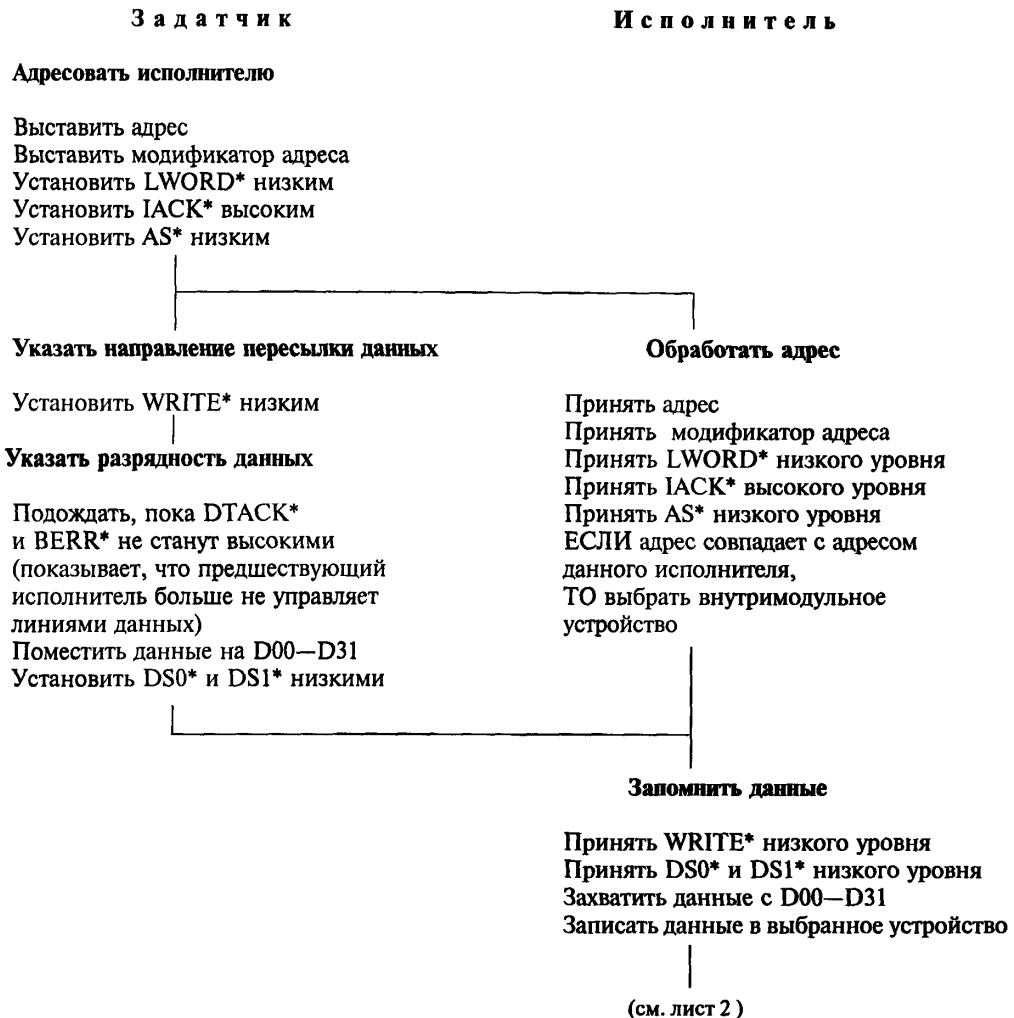 Задатчик
Исполнитель
Адресовать исполнителю
Выставить адрес
Выставить модификатор адреса
Установить LWORD* низким
Установить IACK* высоким
Установить AS* низким
Указать направление пересылки данных
Установить WRITE* низким
Указать разрядность данных
Подождать, пока DTACK*
и BERR* не станут высокими
(показывает, что предшествующий
исполнитель больше не управляет
линиями данных)
Поместить данные на D00—D31
Установить DS0* и DS1* низкими
Обработать адрес
Принять адрес
Принять модификатор адреса
Принять LWORD* низкого уровня
Принять IACK* высокого уровня
Принять AS* низкого уровня
ЕСЛИ адрес совпадает с адресом
данного исполнителя,
ТО выбрать внутримодульное
устройство
Запомнить данные
Принять WRITE* низкого уровня
Принять DS0* и DS1* низкого уровня
Захватить данные с D00—D31
Записать данные в выбранное устройство
(см. лист 2 )